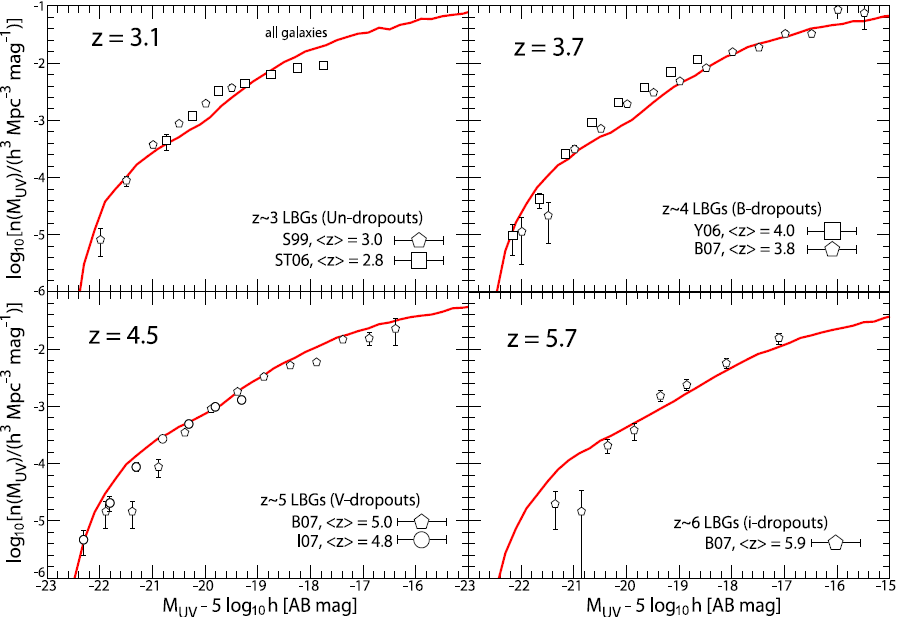 log10[n(MUV)/(h3 Mpc-3 mag-1)]
-1
-2
-3
-4
-5
-6
z = 3.1
all galaxies
z~3 LBGs (Un-dropouts)
S99, <z> = 3.0
ST06, <z> = 2.8
z = 3.7
z~4 LBGs (B-dropouts)
Y06, <z> = 4.0
B07, <z> = 3.8
log10[n(MUV)/(h3 Mpc-3 mag-1)]
-2
-3
-4
-5
-6
z = 4.5
z~5 LBGs (V-dropouts)
B07, <z> = 5.0
I07, <z> = 4.8
z = 5.7
z~6 LBGs (i-dropouts)
B07, <z> = 5.9
-23 -22 -21 -20 -19 -18 -17 -16 -23 -22 -21 -20 -19 -18 -17 -16 -15
MUV - 5 log10h [AB mag] MUV - 5 log10h [AB mag]